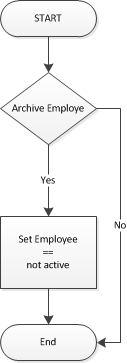 START
Archive Employe
Yes
No
Set Employee
==
not active
End